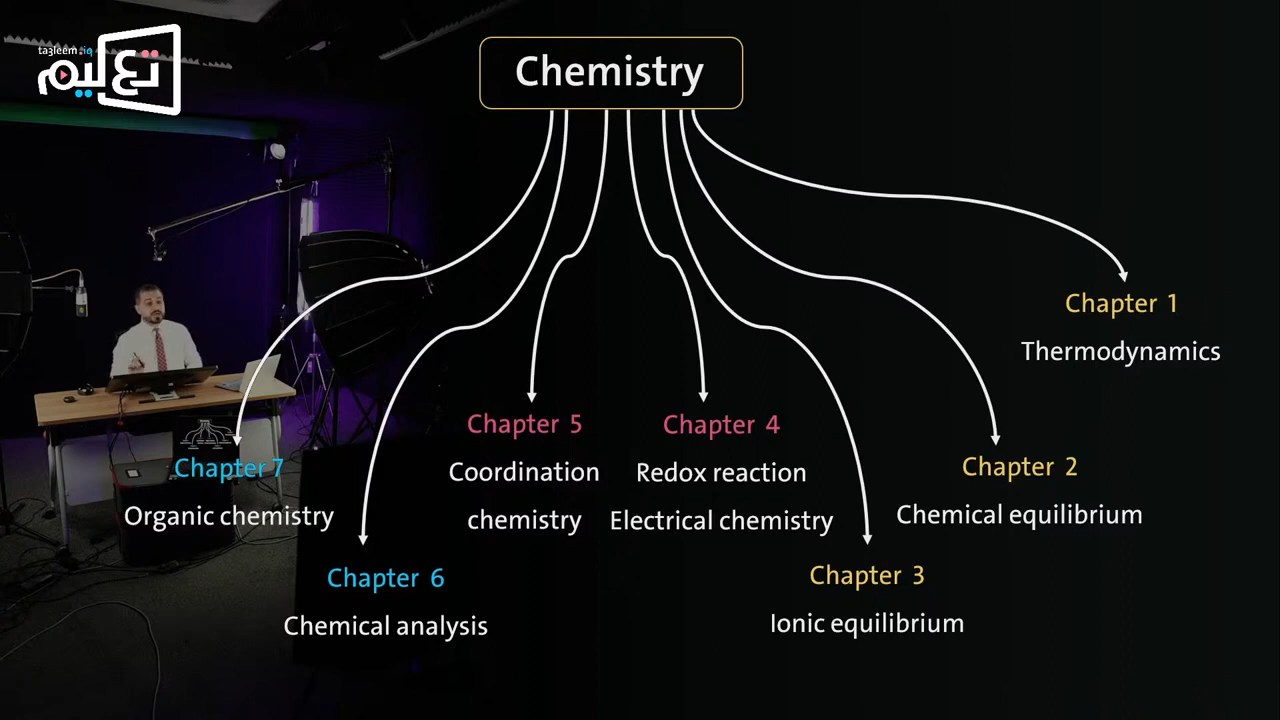 ta3leem.iq
تعليم
Chemistry
Chapter 1
Thermodynamics
Chapter 2
Chemical equilibrium
Chapter 3
Ionic equilibrium
Chapter 4
Redox reaction
Electrical chemistry
Chapter 5
Coordination
chemistry
Chapter 6
Chemical analysis
Chapter 7
Organic chemistry